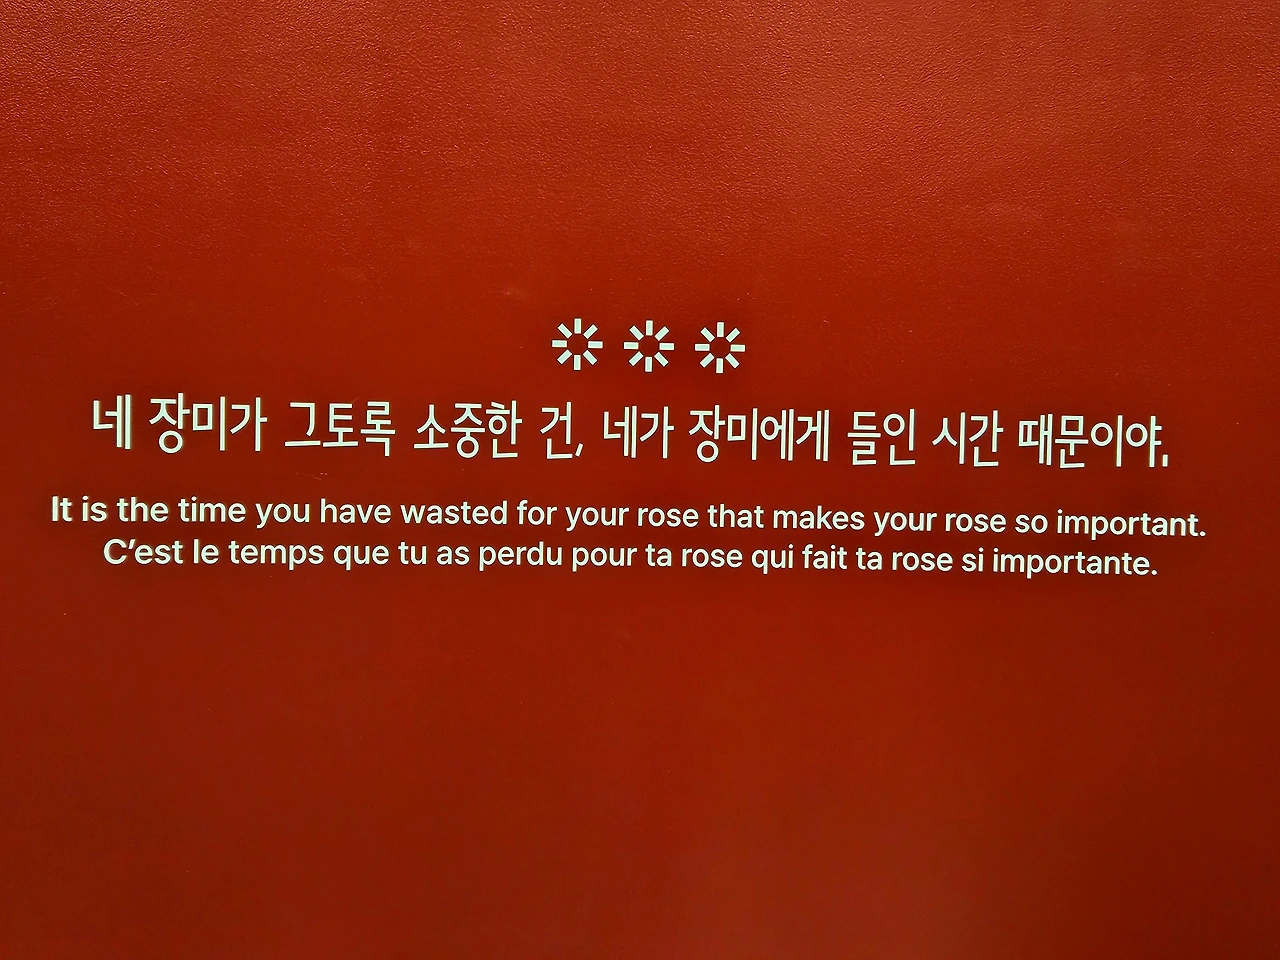 네 장미가 그토록 소중한 건, 네가 장미에게 들인 시간 때문이야.
It is the time you have wasted for your rose that makes your rose so important.
C’est le temps que tu as perdu pour ta rose qui fait ta rose si importante.